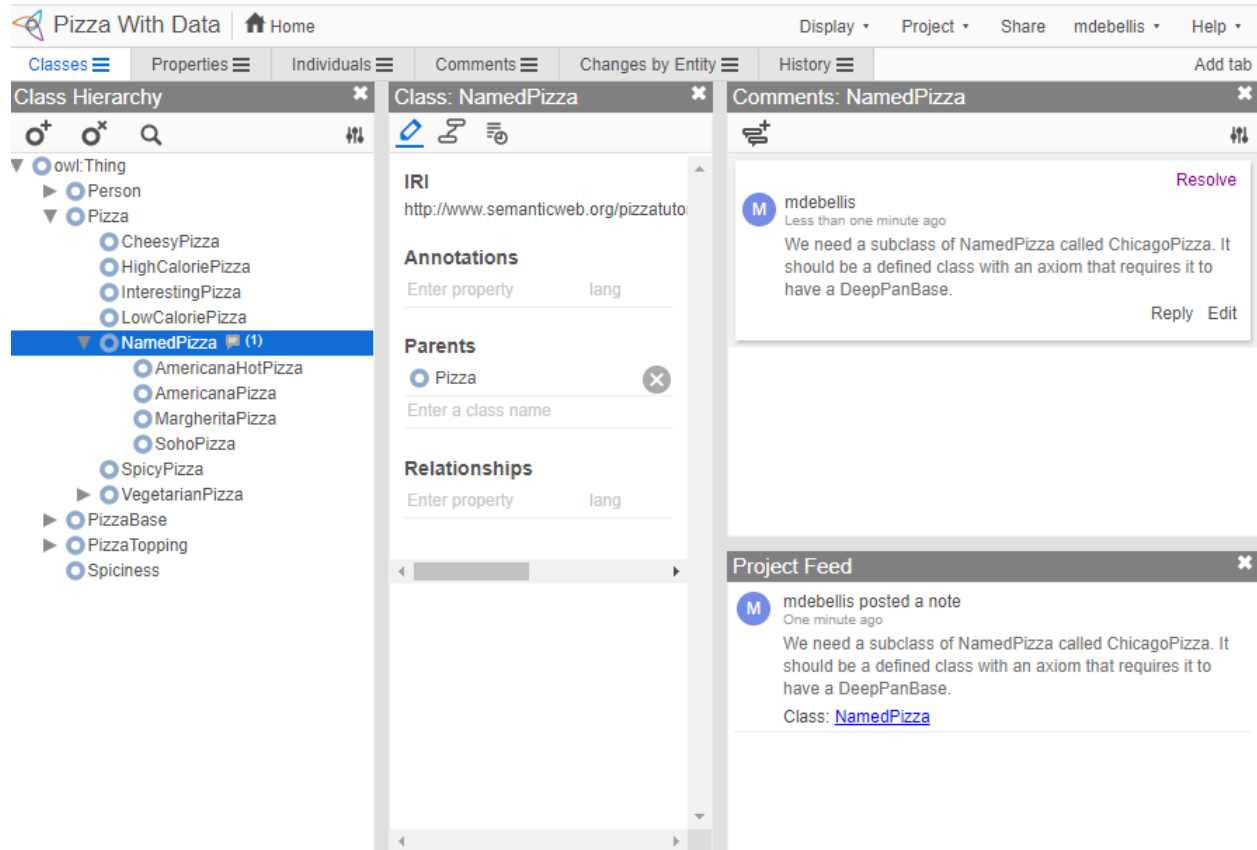 Pizza With Data Home Display Project Share mdebellis Help
Classes Properties Individuals Comments Changes by Entity History Add tab
Class Hierarchy
owl:Thing
Person
Pizza
CheesyPizza
HighCaloriePizza
InterestingPizza
LowCaloriePizza
NamedPizza (1)
AmericanaHotPizza
AmericanaPizza
MargheritaPizza
SohoPizza
SpicyPizza
VegetarianPizza
PizzaBase
PizzaTopping
Spiciness
Class: NamedPizza
IRI
http://www.semanticweb.org/pizzatuto
Annotations
Enter property lang
Parents
Pizza
Enter a class name
Relationships
Enter property lang
Comments: NamedPizza
Resolve
M mdebellis
Less than one minute ago
We need a subclass of NamedPizza called ChicagoPizza. It
should be a defined class with an axiom that requires it to
have a DeepPanBase.
Reply Edit
Project Feed
M mdebellis posted a note
One minute ago
We need a subclass of NamedPizza called ChicagoPizza. It
should be a defined class with an axiom that requires it to
have a DeepPanBase.
Class: NamedPizza